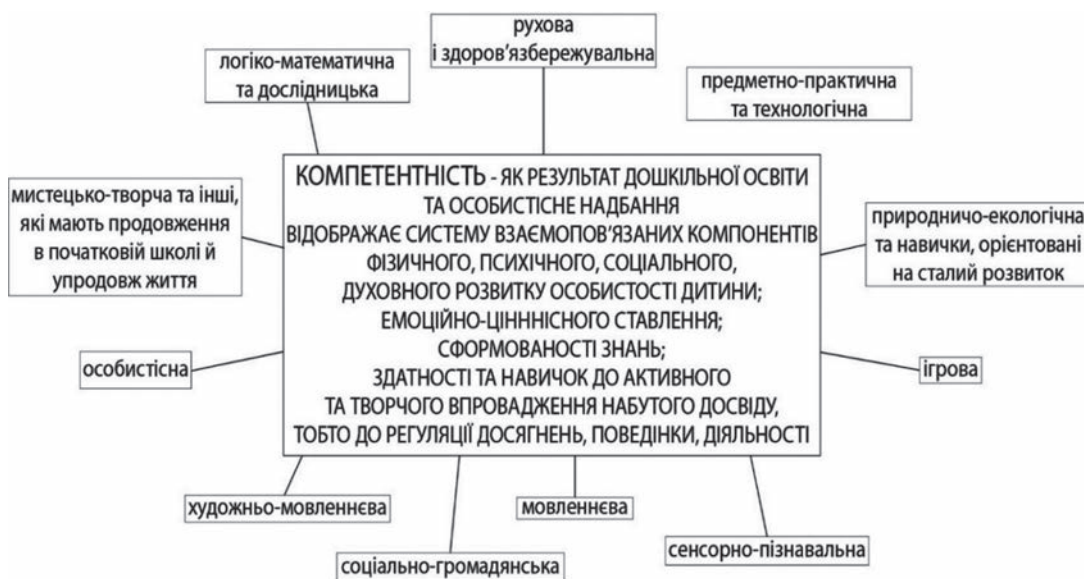 рухова
і здоров'язбережувальна
логіко-математична
та дослідницька
предметно-практична
та технологічна
КОМПЕТЕНТНІСТЬ - ЯК РЕЗУЛЬТАТ ДОШКІЛЬНОЇ ОСВІТИ
ТА ОСОБИСТІСНЕ НАДБАННЯ
ВІДОБРАЖАЄ СИСТЕМУ ВЗАЄМОПОВ'ЯЗАНИХ КОМПОНЕНТІВ
ФІЗИЧНОГО, ПСИХІЧНОГО, СОЦІАЛЬНОГО,
ДУХОВНОГО РОЗВИТКУ ОСОБИСТОСТІ ДИТИНИ;
ЕМОЦІЙНО-ЦІНННІСНОГО СТАВЛЕННЯ;
СФОРМОВАНОСТІ ЗНАНЬ;
ЗДАТНОСТІ ТА НАВИЧОК ДО АКТИВНОГО
ТА ТВОРЧОГО ВПРОВАДЖЕННЯ НАБУТОГО ДОСВІДУ,
ТОБТО ДО РЕГУЛЯЦІЇ ДОСЯГНЕНЬ, ПОВЕДІНКИ, ДІЯЛЬНОСТІ
мистецько-творча та інші,
які мають продовження
в початковій школі й
упродовж життя
природничо-екологічна
та навички, орієнтовані
на сталий розвиток
особистісна
ігрова
художньо-мовленнєва
мовленнєва
соціально-громадянська
сенсорно-пізнавальна